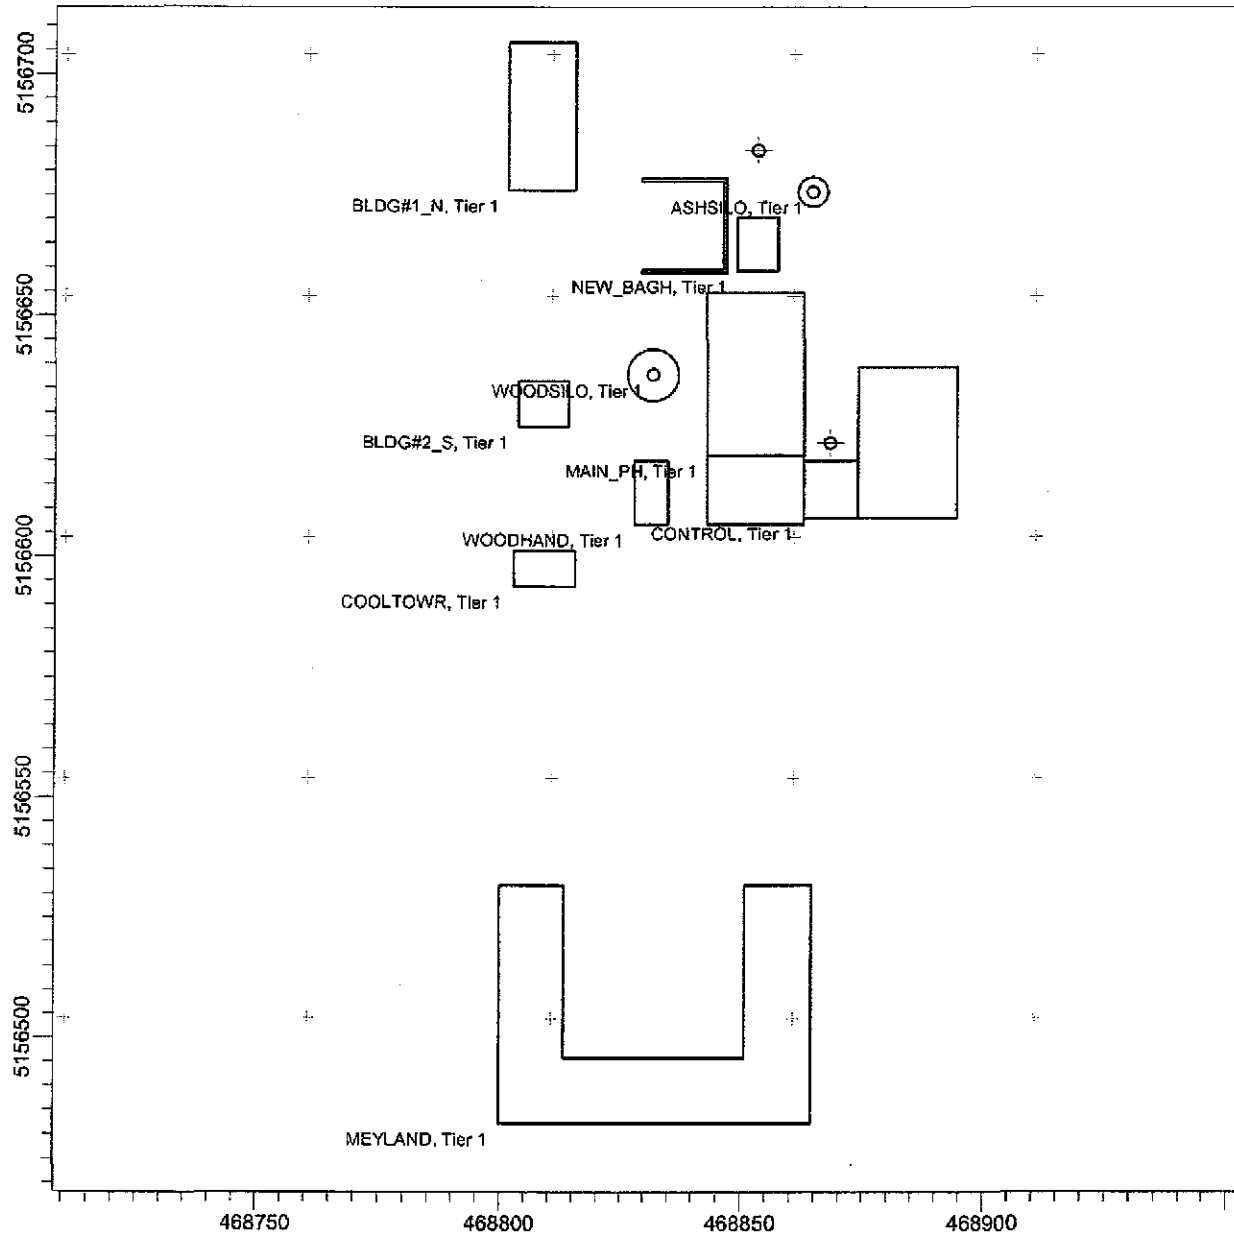 5156700
BLDG#1_N, Tier 1
ASHSILO, Tier 1
NEW_BAGH, Tier 1
5156650
WOODSILO, Tier 1
BLDG#2_S, Tier 1
MAIN_PH, Tier 1
CONTROL, Tier 1
WOODHAND, Tier 1
5156600
COOLTOWR, Tier 1
5156550
5156500
MEYLAND, Tier 1
468750
468800
468850
468900